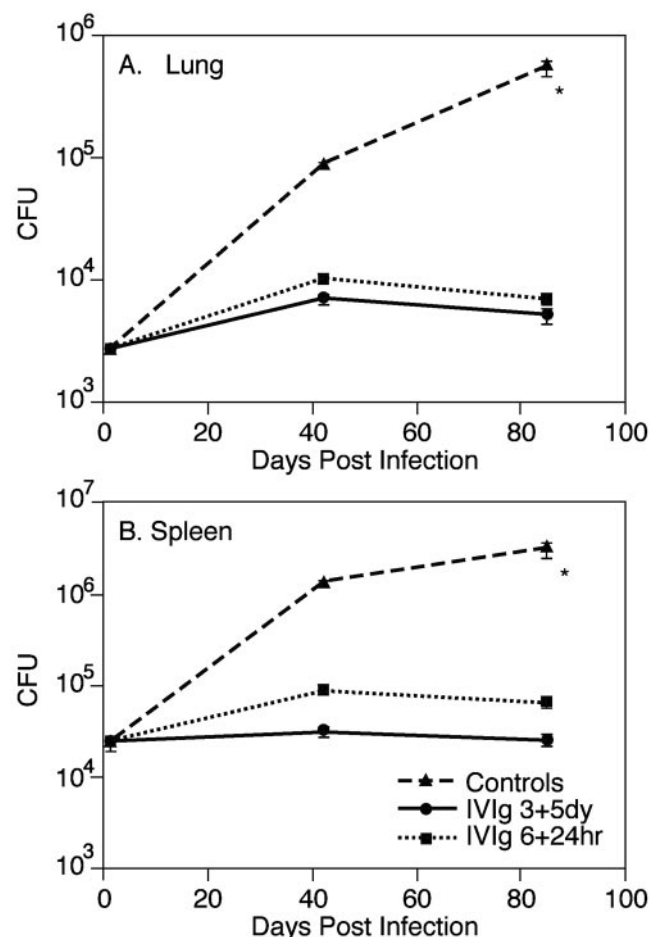 10^6
A. Lung
*
10^5
CFU
10^4
10^3
0 20 40 60 80 100
Days Post Infection
10^7
B. Spleen
*
10^6
CFU
10^5
10^4
Controls
IVIg 3+5dy
IVIg 6+24hr
10^3
0 20 40 60 80 100
Days Post Infection